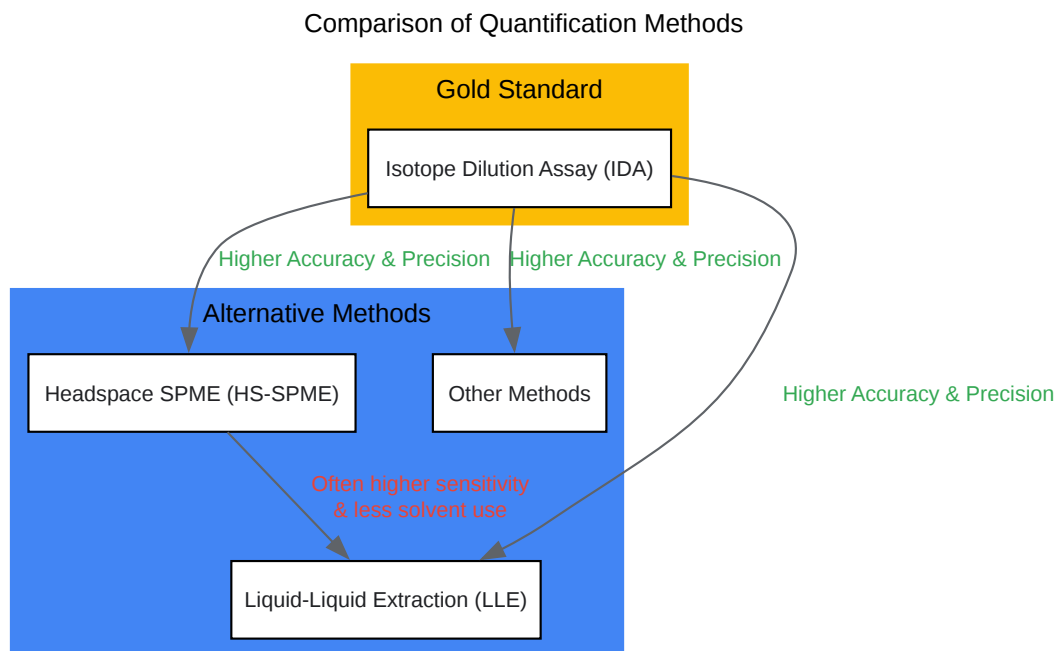 Comparison of Quantification Methods
Gold Standard
Isotope Dilution Assay (IDA)
Higher Accuracy & Precision
Higher Accuracy & Precision
Alternative Methods
Headspace SPME (HS-SPME)
Other Methods
Higher Accuracy & Precision
Often higher sensitivity
& less solvent use
Liquid-Liquid Extraction (LLE)